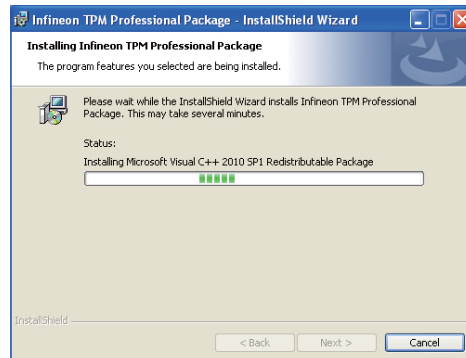 Infineon TPM Professional Package - InstallShield Wizard
Installing Infineon TPM Professional Package
The program features you selected are being installed.
Please wait while the InstallShield Wizard installs Infineon TPM Professional
Package. This may take several minutes.
Status:
Installing Microsoft Visual C++ 2010 SP1 Redistributable Package
InstallShield
< Back
Next >
Cancel